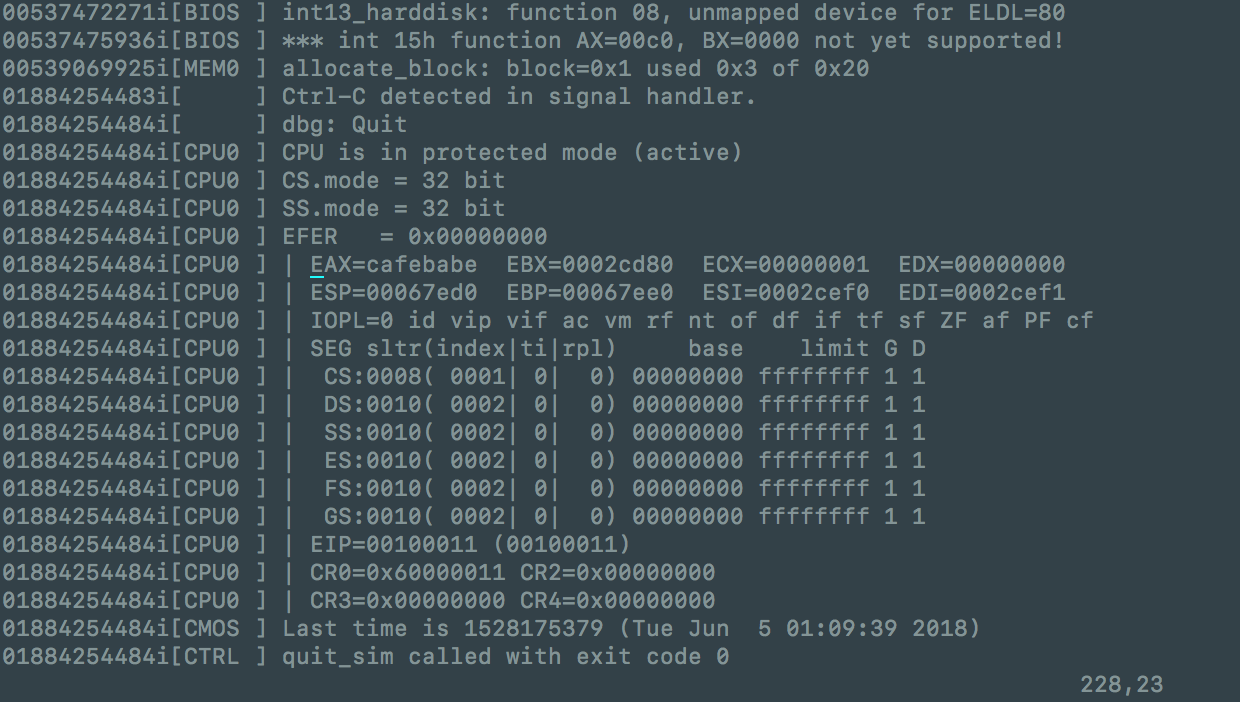 00537472271i[BIOS ] int13_harddisk: function 08, unmapped device for ELDL=80
00537475936i[BIOS ] *** int 15h function AX=00c0, BX=0000 not yet supported!
00539069925i[MEM0 ] allocate_block: block=0x1 used 0x3 of 0x20
01884254483i[     ] Ctrl-C detected in signal handler.
01884254484i[     ] dbg: Quit
01884254484i[CPU0 ] CPU is in protected mode (active)
01884254484i[CPU0 ] CS.mode = 32 bit
01884254484i[CPU0 ] SS.mode = 32 bit
01884254484i[CPU0 ] EFER   = 0x00000000
01884254484i[CPU0 ] | EAX=cafebabe  EBX=0002cd80  ECX=00000001  EDX=00000000
01884254484i[CPU0 ] | ESP=00067ed0  EBP=00067ee0  ESI=0002cef0  EDI=0002cef1
01884254484i[CPU0 ] | IOPL=0 id vip vif ac vm rf nt of df if tf sf ZF af PF cf
01884254484i[CPU0 ] | SEG sltr(index|ti|rpl)     base    limit G D
01884254484i[CPU0 ] |  CS:0008( 0001| 0|  0) 00000000 ffffffff 1 1
01884254484i[CPU0 ] |  DS:0010( 0002| 0|  0) 00000000 ffffffff 1 1
01884254484i[CPU0 ] |  SS:0010( 0002| 0|  0) 00000000 ffffffff 1 1
01884254484i[CPU0 ] |  ES:0010( 0002| 0|  0) 00000000 ffffffff 1 1
01884254484i[CPU0 ] |  FS:0010( 0002| 0|  0) 00000000 ffffffff 1 1
01884254484i[CPU0 ] |  GS:0010( 0002| 0|  0) 00000000 ffffffff 1 1
01884254484i[CPU0 ] | EIP=00100011 (00100011)
01884254484i[CPU0 ] | CR0=0x60000011 CR2=0x00000000
01884254484i[CPU0 ] | CR3=0x00000000 CR4=0x00000000
01884254484i[CMOS ] Last time is 1528175379 (Tue Jun  5 01:09:39 2018)
01884254484i[CTRL ] quit_sim called with exit code 0
228,23